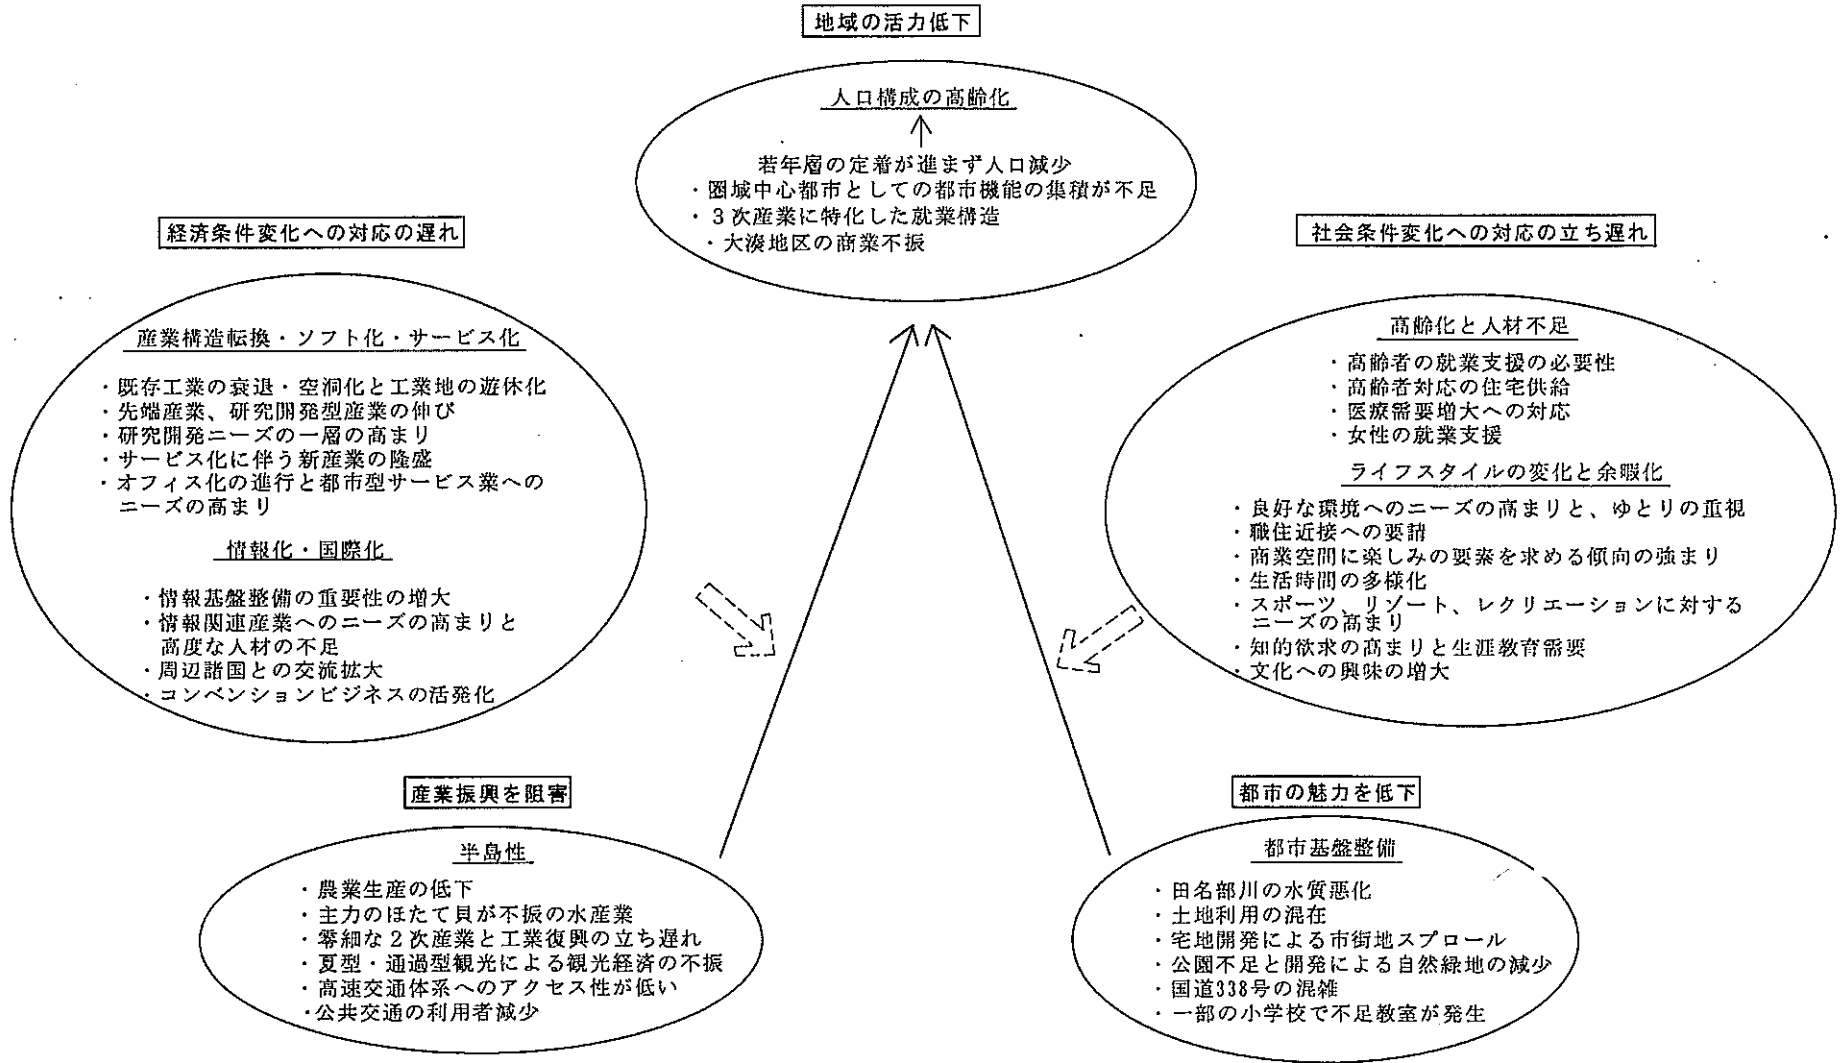 地域の活力低下
人口構成の高齢化
若年層の定着が進まず人口減少
・圏域中心都市としての都市機能の集積が不足
・3次産業に特化した就業構造
・大湊地区の商業不振
経済条件変化への対応の遅れ
産業構造転換・ソフト化・サービス化
・既存工業の衰退・空洞化と工業地の遊休化
・先端産業、研究開発型産業の伸び
・研究開発ニーズの一層の高まり
・サービス化に伴う新産業の隆盛
・オフィス化の進行と都市型サービス業への
ニーズの高まり
情報化・国際化
・情報基盤整備の重要性の増大
・情報関連産業へのニーズの高まりと
高度な人材の不足
・周辺諸国との交流拡大
・コンベンションビジネスの活発化
社会条件変化への対応の立ち遅れ
高齢化と人材不足
・高齢者の就業支援の必要性
・高齢者対応の住宅供給
・医療需要増大への対応
・女性の就業支援
ライフスタイルの変化と余暇化
・良好な環境へのニーズの高まりと、ゆとりの重視
・職住近接への要請
・商業空間に楽しみの要素を求める傾向の強まり
・生活時間の多様化
・スポーツ、リゾート、レクリエーションに対する
ニーズの高まり
・知的欲求の高まりと生涯教育需要
・文化への興味の増大
産業振興を阻害
半島性
・農業生産の低下
・主力のほたて貝が不振の水産業
・零細な2次産業と工業復興の立ち遅れ
・夏型・通過型観光による観光経済の不振
・高速交通体系へのアクセス性が低い
・公共交通の利用者減少
都市の魅力を低下
都市基盤整備
・田名部川の水質悪化
・土地利用の混在
・宅地開発による市街地スプロール
・公園不足と開発による自然緑地の減少
・国道338号の混雑
・一部の小学校で不足教室が発生